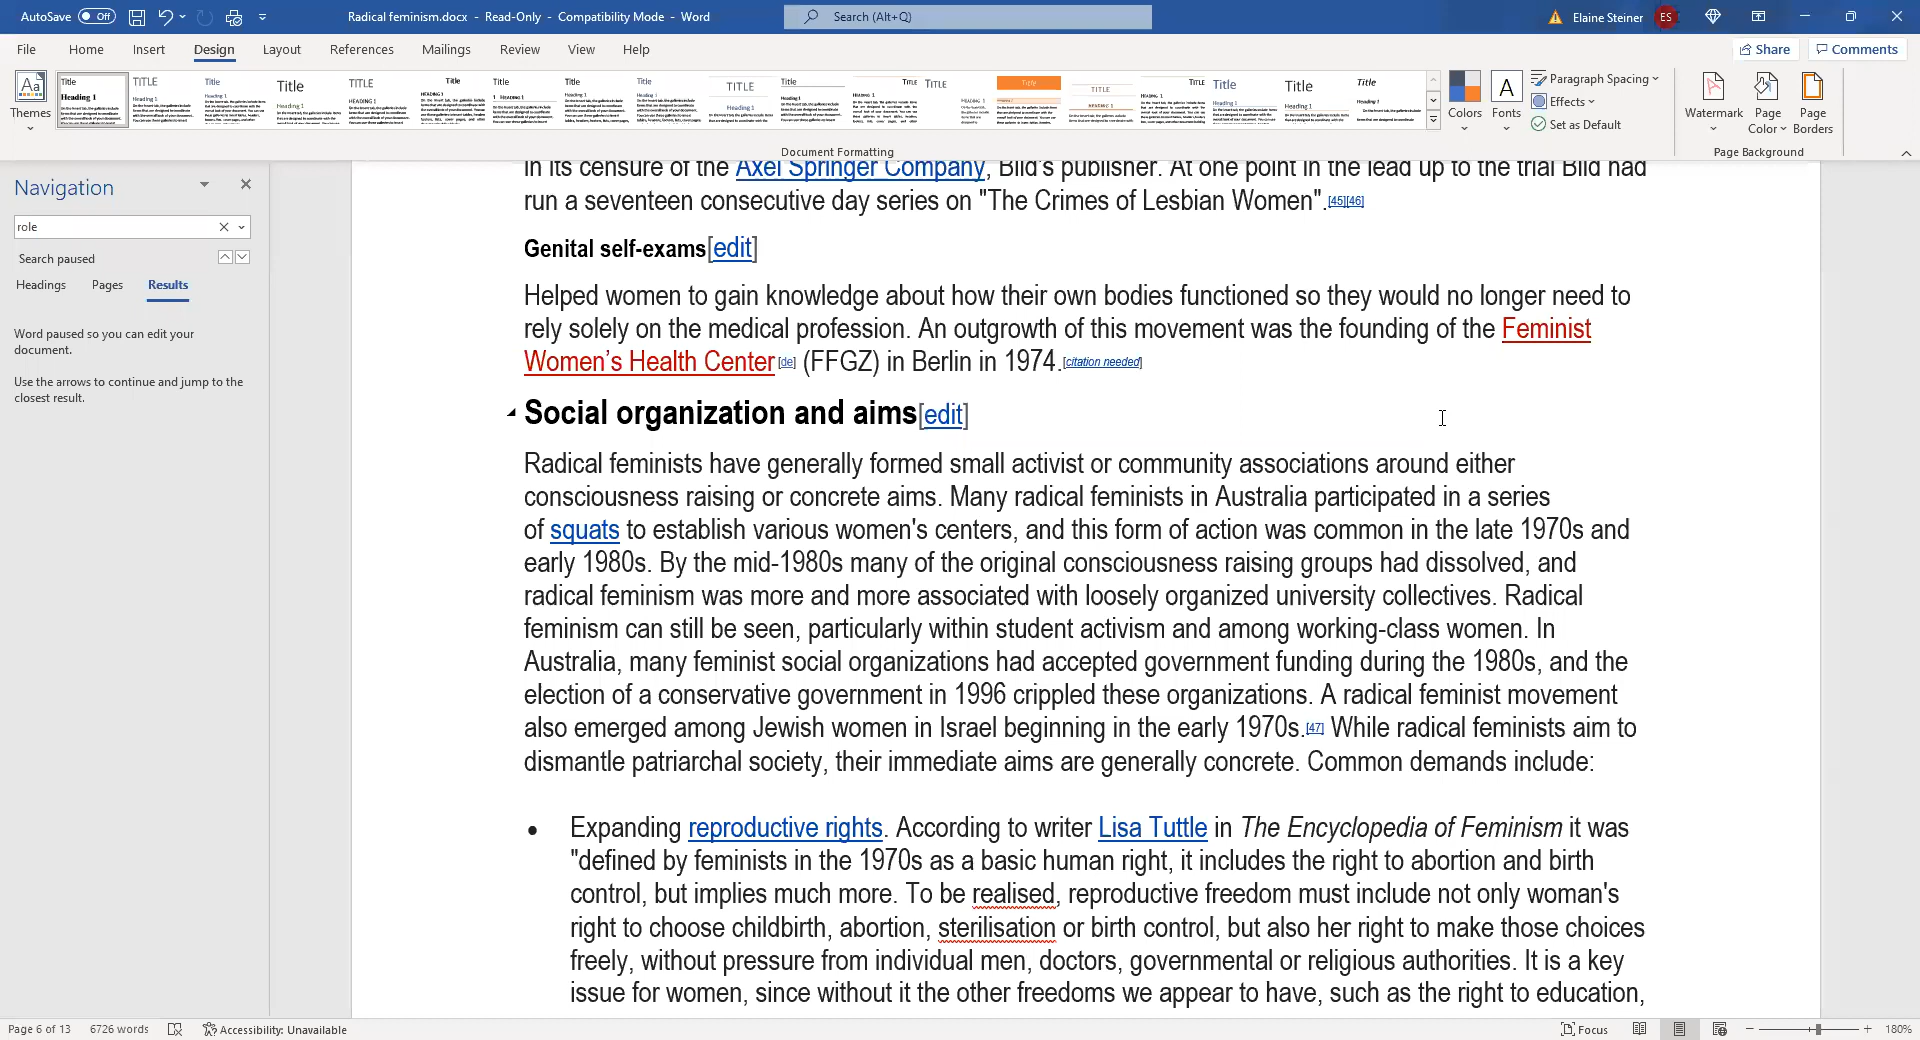 AutoSave Off Radical feminism.docx - Read-Only - Compatibility Mode - Word Search (Alt+Q) Elaine Steiner ES
File Home Insert Design Layout References Mailings Review View Help Share Comments
Themes
Document Formatting
Colors Fonts
Paragraph Spacing
Effects
Set as Default
Watermark Page Color Page Borders
Page Background
Navigation
role
Search paused
Headings Pages Results
Word paused so you can edit your
document.
Use the arrows to continue and jump to the
closest result.
in its censure of the Axel Springer Company, Bild's publisher. At one point in the lead up to the trial Bild had
run a seventeen consecutive day series on "The Crimes of Lesbian Women".[45][46]
Genital self-exams[edit]
Helped women to gain knowledge about how their own bodies functioned so they would no longer need to
rely solely on the medical profession. An outgrowth of this movement was the founding of the Feminist
Women’s Health Center [de] (FFGZ) in Berlin in 1974.[citation needed]
Social organization and aims[edit]
Radical feminists have generally formed small activist or community associations around either
consciousness raising or concrete aims. Many radical feminists in Australia participated in a series
of squats to establish various women's centers, and this form of action was common in the late 1970s and
early 1980s. By the mid-1980s many of the original consciousness raising groups had dissolved, and
radical feminism was more and more associated with loosely organized university collectives. Radical
feminism can still be seen, particularly within student activism and among working-class women. In
Australia, many feminist social organizations had accepted government funding during the 1980s, and the
election of a conservative government in 1996 crippled these organizations. A radical feminist movement
also emerged among Jewish women in Israel beginning in the early 1970s.[47] While radical feminists aim to
dismantle patriarchal society, their immediate aims are generally concrete. Common demands include:
• Expanding reproductive rights. According to writer Lisa Tuttle in The Encyclopedia of Feminism it was
"defined by feminists in the 1970s as a basic human right, it includes the right to abortion and birth
control, but implies much more. To be realised, reproductive freedom must include not only woman's
right to choose childbirth, abortion, sterilisation or birth control, but also her right to make those choices
freely, without pressure from individual men, doctors, governmental or religious authorities. It is a key
issue for women, since without it the other freedoms we appear to have, such as the right to education,
Page 6 of 13 6726 words Accessibility: Unavailable Focus 180%